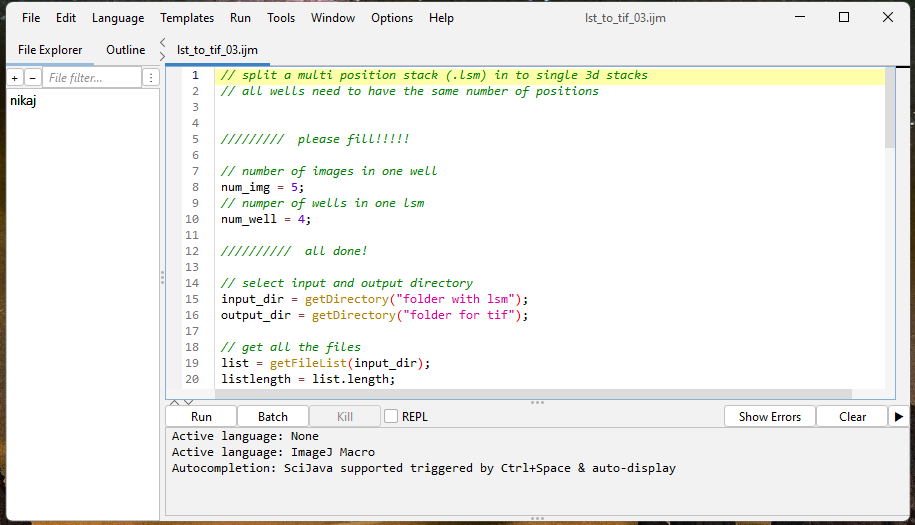 File Edit Language Templates Run Tools Window Options Help lst_to_tif_03.ijm
File Explorer Outline lst_to_tif_03.ijm
+ - File filter...
nikaj
1 // split a multi position stack (.lsm) in to single 3d stacks
2 // all wells need to have the same number of positions
3
4
5 ///////// please fill!!!!!
6
7 // number of images in one well
8 num_img = 5;
9 // numper of wells in one lsm
10 num_well = 4;
11
12 ////////// all done!
13
14 // select input and output directory
15 input_dir = getDirectory("folder with lsm");
16 output_dir = getDirectory("folder for tif");
17
18 // get all the files
19 list = getFileList(input_dir);
20 listlength = list.length;
Run Batch Kill REPL Show Errors Clear
Active language: None
Active language: ImageJ Macro
Autocompletion: SciJava supported triggered by Ctrl+Space & auto-display